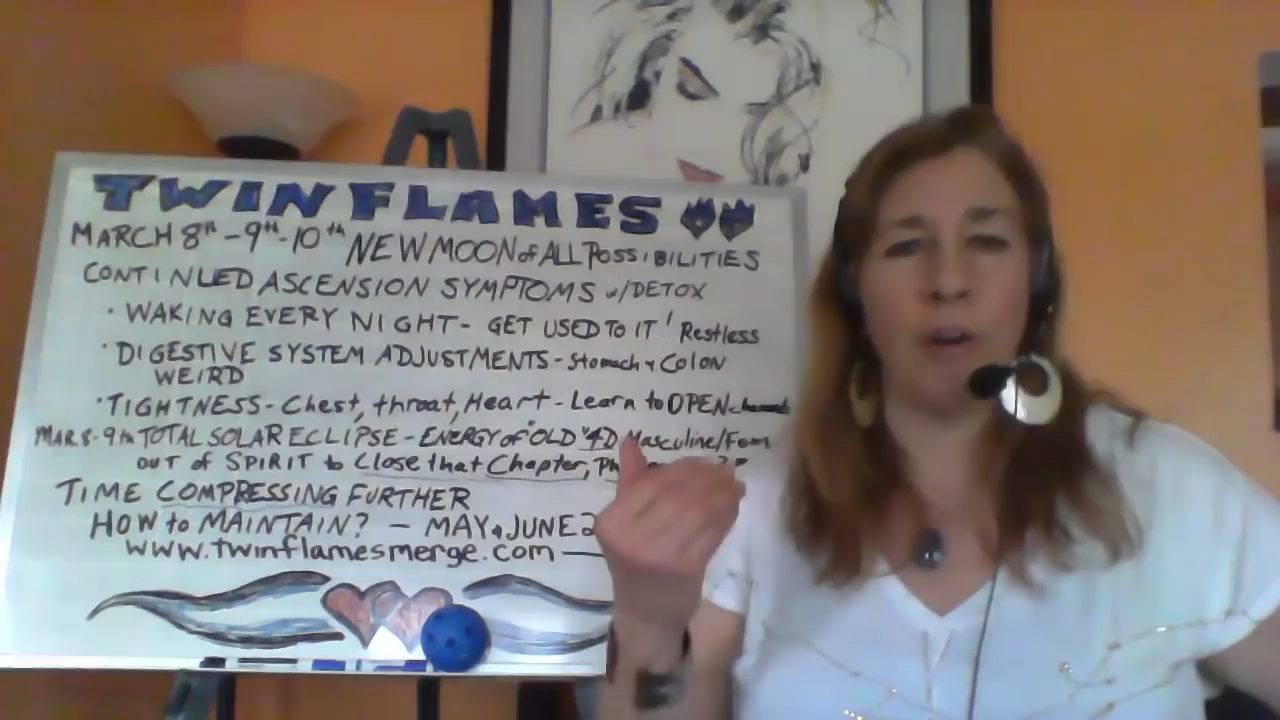 TWIN FLAMES
MARCH 8TH - 9TH - 10TH NEW MOON of ALL POSSIBILITIES
CONTINUED ASCENSION SYMPTOMS w/DETOX
· WAKING EVERY NIGHT - GET USED TO IT! Restless
· DIGESTIVE SYSTEM ADJUSTMENTS - Stomach + Colon
WEIRD
· TIGHTNESS - Chest, throat, Heart - Learn to OPEN channels
MAR 8-9th TOTAL SOLAR ECLIPSE - ENERGY of "OLD" 4D Masculine/Fem
OUT of SPIRIT to Close that Chapter,
TIME COMPRESSING FURTHER
HOW to MAINTAIN? - MAY & JUNE
www.twinflamesmerge.com